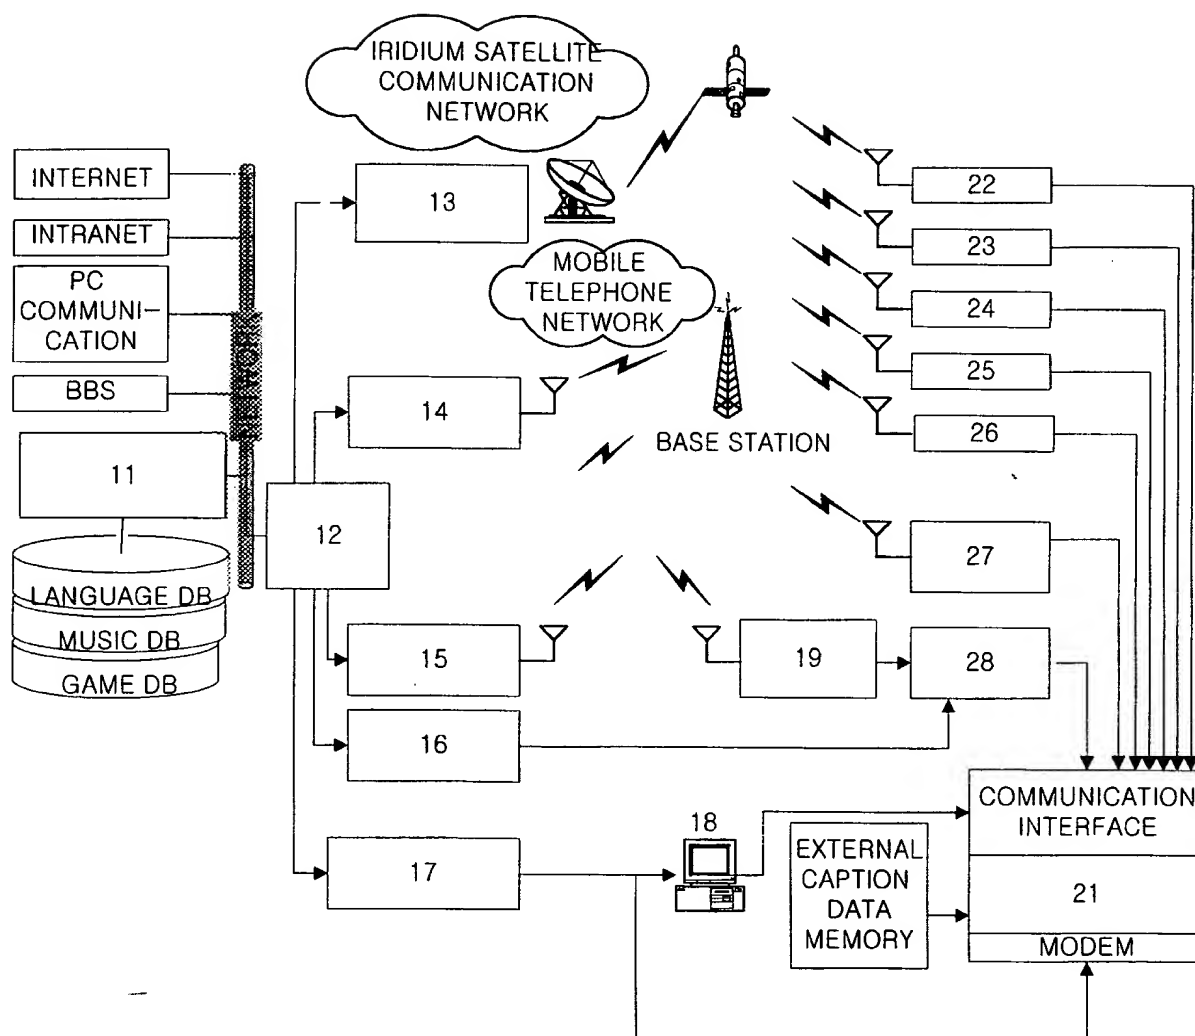 IRIDIUM SATELLITE
COMMUNICATION
NETWORK
INTERNET
INTRANET
PC
COMMUNI-
CATION
BBS
11
LANGUAGE DB
MUSIC DB
GAME DB
12
13
MOBILE
TELEPHONE
NETWORK
14
BASE STATION
15
16
17
18
19
22
23
24
25
26
27
28
COMMUNICATION
INTERFACE
21
MODEM
EXTERNAL
CAPTION
DATA
MEMORY